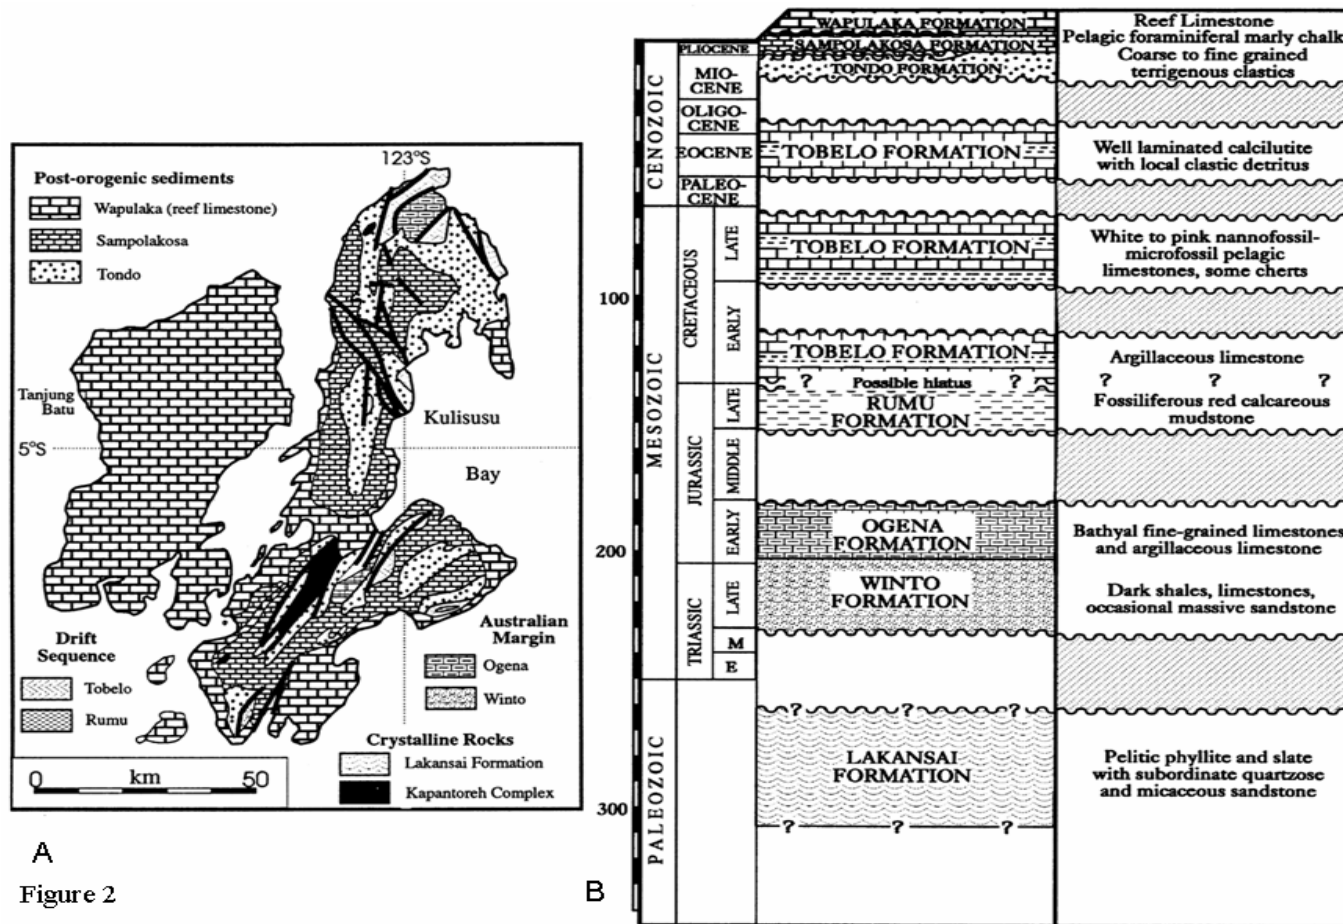 123°S
Post-orogenic sediments
Wapulaka (reef limestone)
Sampolakosa
Tondo
Tanjung
Batu
Kulisusu
5°S
Bay
Drift
Sequence
Tobelo
Rumu
Australian
Margin
Ogena
Winto
Crystalline Rocks
Lakansai Formation
Kapantoreh Complex
0 km 50
A
Figure 2
B
100
200
300
CENOZOIC
MESOZOIC
PALEOZOIC
PLIOCENE
MIO-
CENE
OLIGO-
CENE
EOCENE
PALEO-
CENE
CRETACEOUS
LATE
EARLY
JURASSIC
LATE
MIDDLE
EARLY
TRIASSIC
LATE
M
E
WAPULAKA FORMATION
SAMPOLAKOSA FORMATION
TONDO FORMATION
TOBELO FORMATION
TOBELO FORMATION
TOBELO FORMATION
? Possible hiatus ?
RUMU
FORMATION
OGENA
FORMATION
WINTO
FORMATION
? ? ?
LAKANSAI
FORMATION
? ? ?
Reef Limestone
Pelagic foraminiferal marly chalk
Coarse to fine grained
terrigenous clastics
Well laminated calcilutite
with local clastic detritus
White to pink nannofossil-
microfossil pelagic
limestones, some cherts
Argillaceous limestone
? ? ?
Fossiliferous red calcareous
mudstone
Bathyal fine-grained limestones
and argillaceous limestone
Dark shales, limestones,
occasional massive sandstone
Pelitic phyllite and slate
with subordinate quartzose
and micaceous sandstone